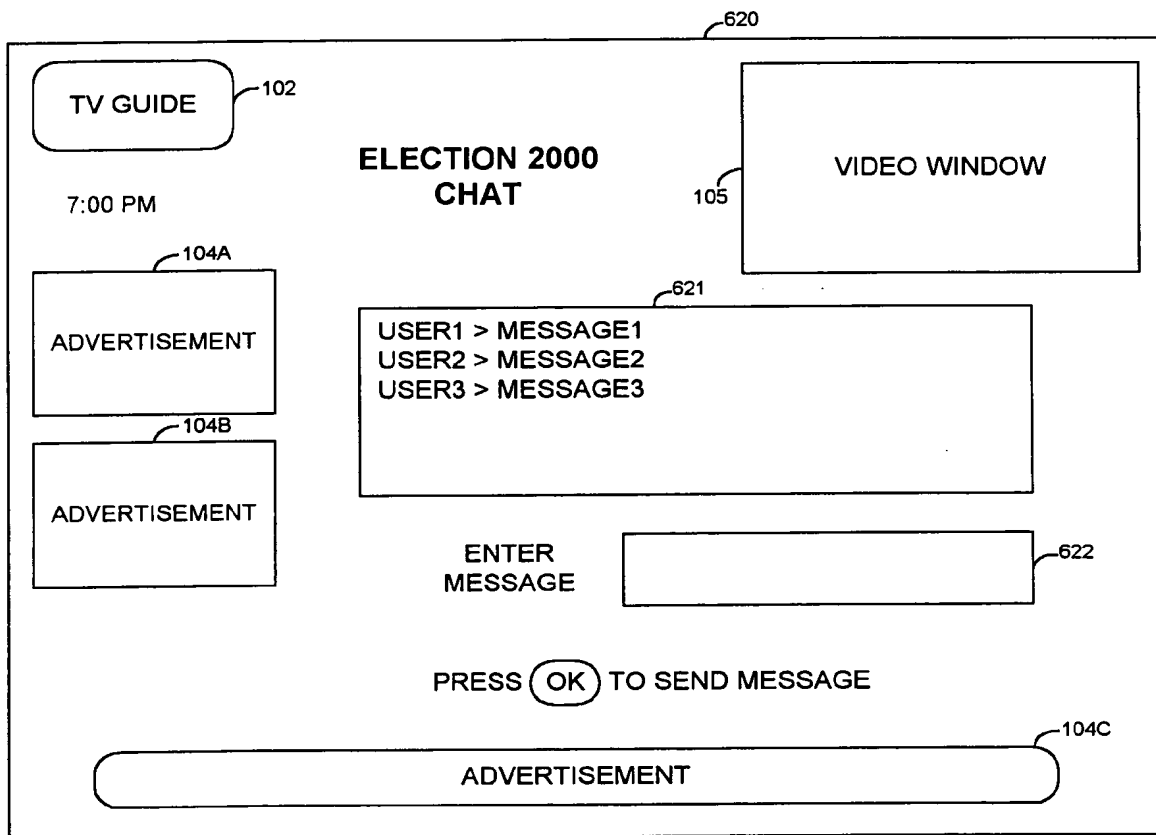 620
TV GUIDE
102
ELECTION 2000
CHAT
VIDEO WINDOW
105
7:00 PM
104A
ADVERTISEMENT
621
USER1 > MESSAGE1
USER2 > MESSAGE2
USER3 > MESSAGE3
104B
ADVERTISEMENT
ENTER
MESSAGE
622
PRESS OK TO SEND MESSAGE
104C
ADVERTISEMENT